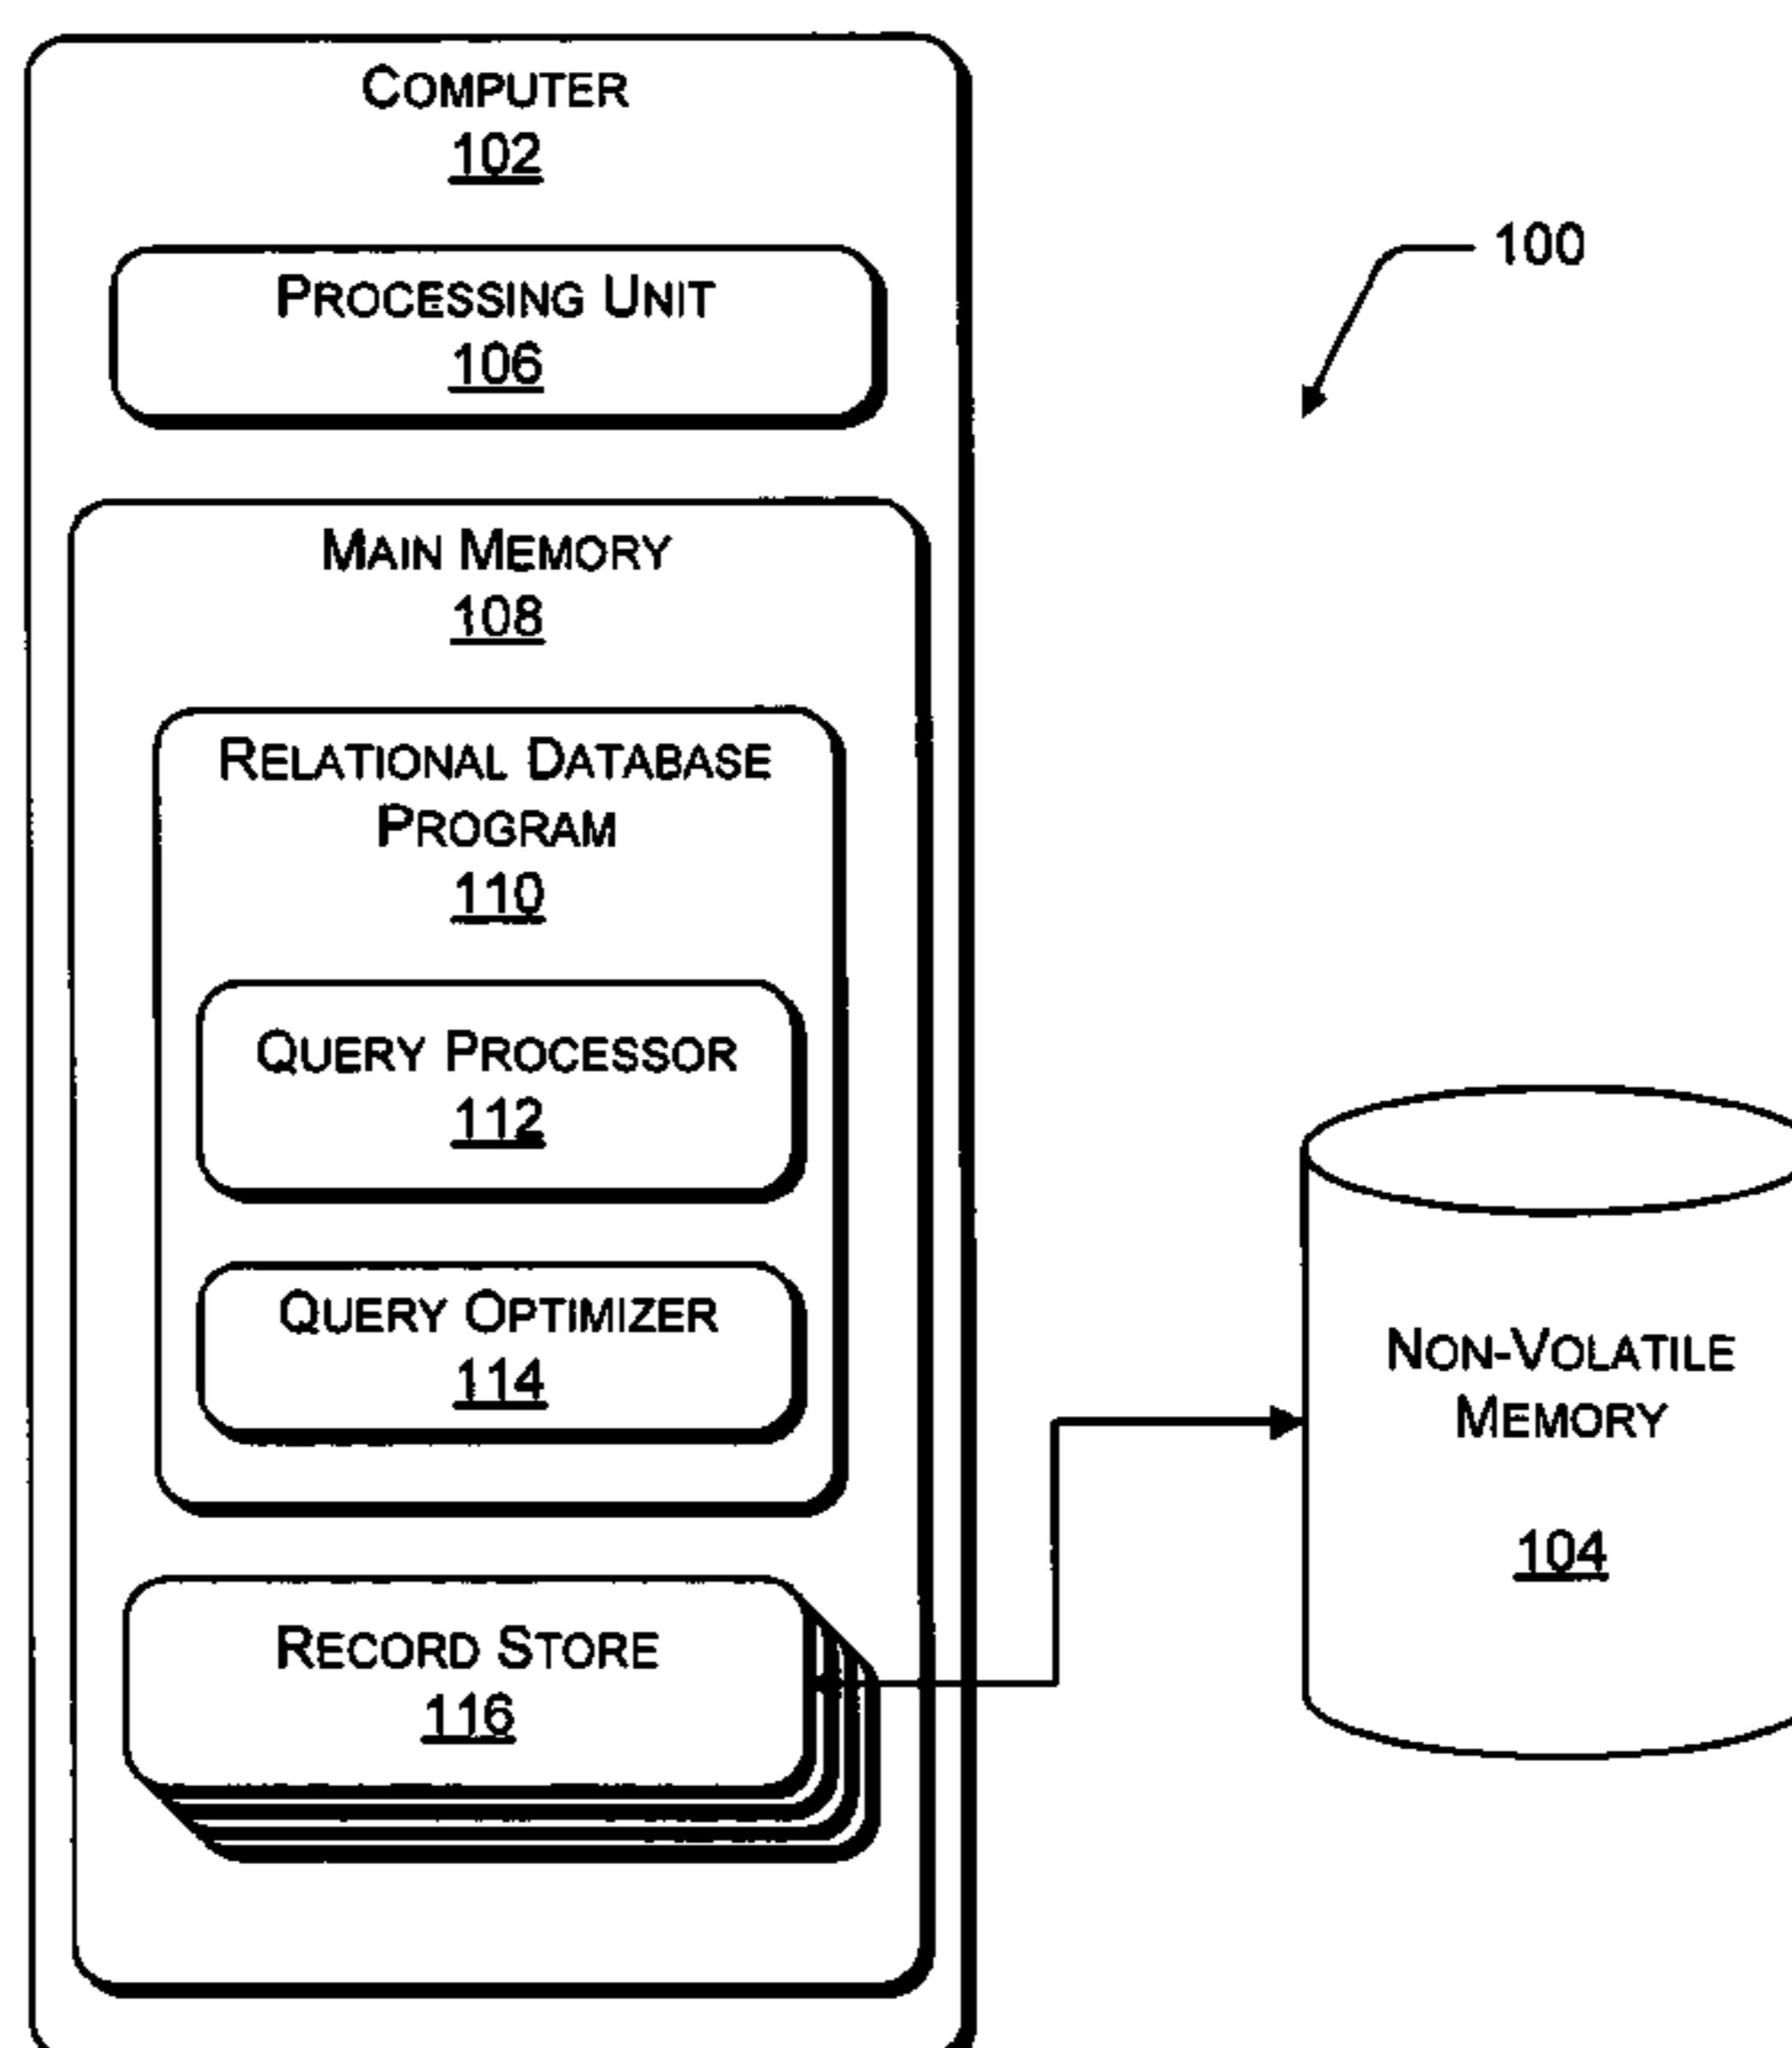 COMPUTER
102
PROCESSING UNIT
106
100
MAIN MEMORY
108
RELATIONAL DATABASE
PROGRAM
110
QUERY PROCESSOR
112
QUERY OPTIMIZER
114
RECORD STORE
116
NON-VOLATILE
MEMORY
104